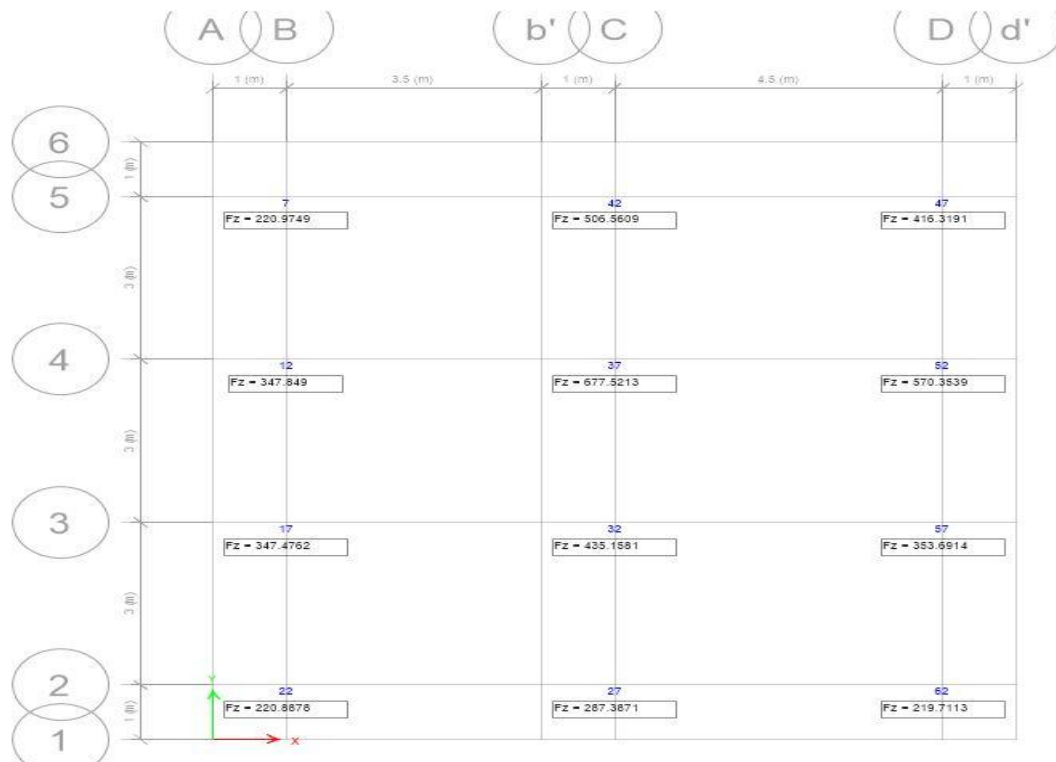 A B b' C D d'
1 (m) 3.5 (m) 1 (m) 4.5 (m) 1 (m)
6
1 (m)
5
7 42 47
Fz = 220.9749 Fz = 506.5609 Fz = 416.3191
3 (m)
4
12 37 52
Fz = 347.849 Fz = 677.5213 Fz = 570.3539
3 (m)
3
17 32 57
Fz = 347.4762 Fz = 435.1581 Fz = 353.6914
3 (m)
2
Y
22 27 62
Fz = 220.8878 Fz = 287.3871 Fz = 219.7113
1 (m)
1
X